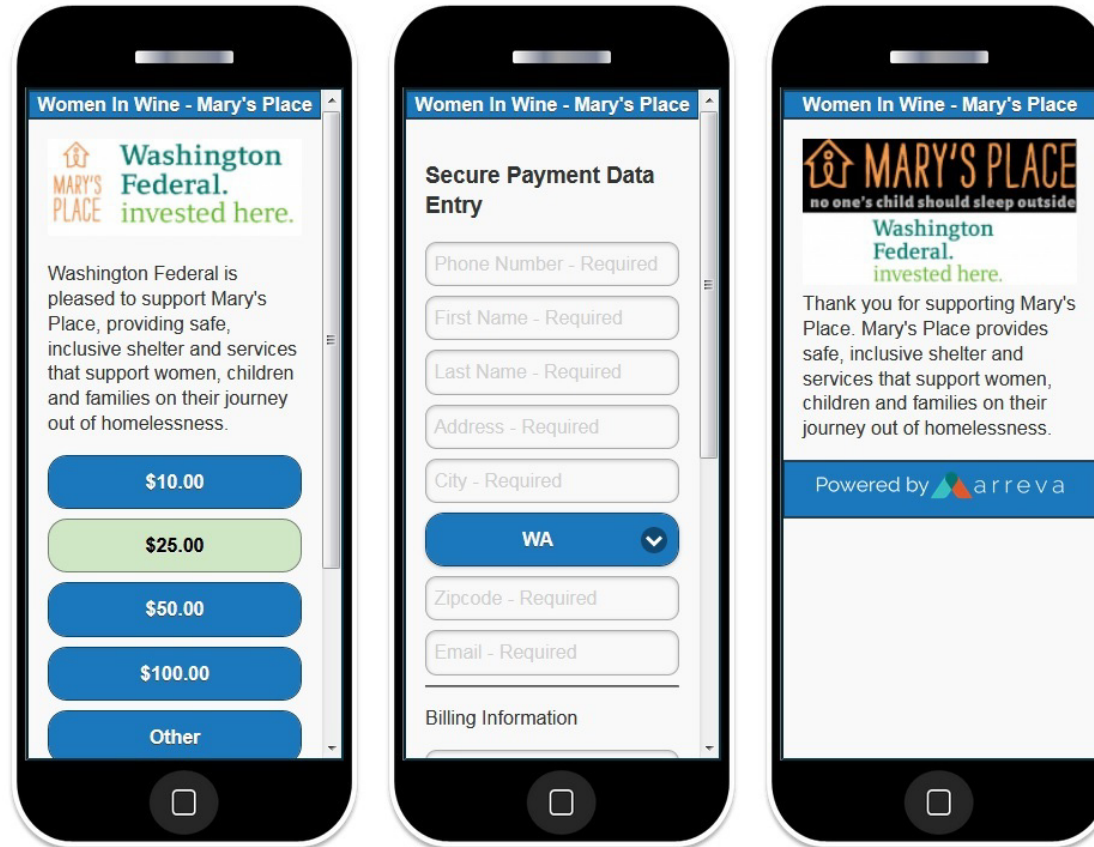 Women In Wine - Mary's Place
MARY'S
PLACE
Washington
Federal.
invested here.
Washington Federal is
pleased to support Mary's
Place, providing safe,
inclusive shelter and services
that support women, children
and families on their journey
out of homelessness.
$10.00
$25.00
$50.00
$100.00
Other
Women In Wine - Mary's Place
Secure Payment Data
Entry
Phone Number - Required
First Name - Required
Last Name - Required
Address - Required
City - Required
WA
Zipcode - Required
Email - Required
Billing Information
Women In Wine - Mary's Place
MARY'S PLACE
no one's child should sleep outside
Washington
Federal.
invested here.
Thank you for supporting Mary's
Place. Mary's Place provides
safe, inclusive shelter and
services that support women,
children and families on their
journey out of homelessness.
Powered by arreva